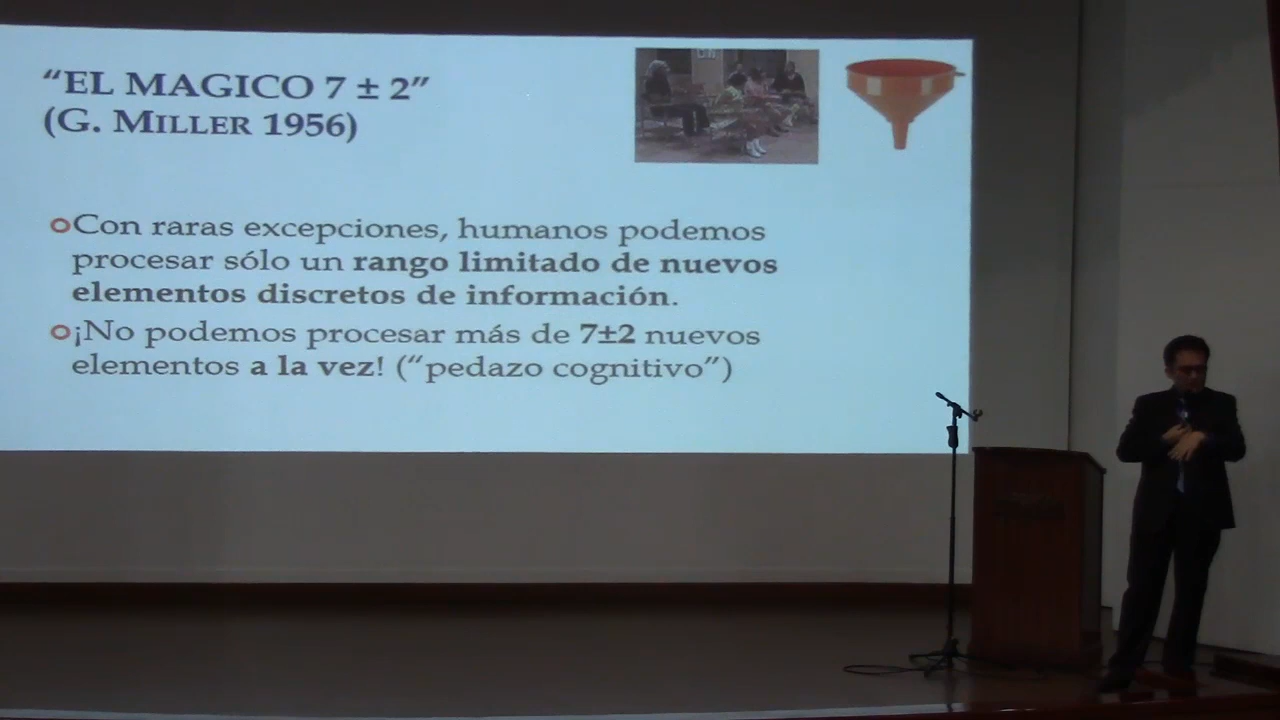 “EL MAGICO 7 ± 2”
(G. MILLER 1956)
Con raras excepciones, humanos podemos
procesar sólo un rango limitado de nuevos
elementos discretos de información.
¡No podemos procesar más de 7±2 nuevos
elementos a la vez! (“pedazo cognitivo”)